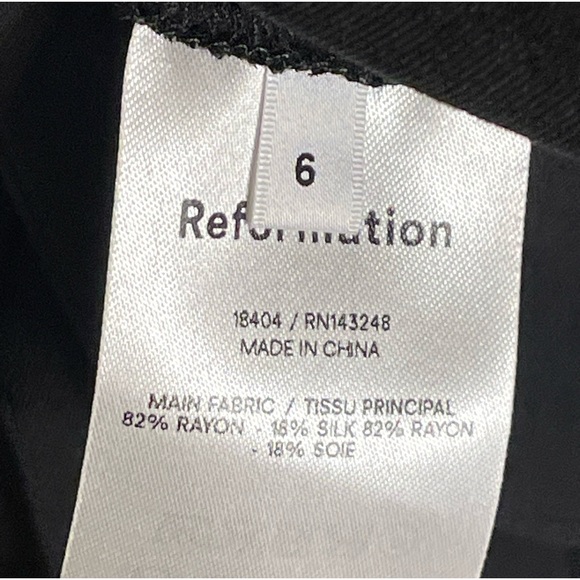 6
Reformation
18404 / RN143248
MADE IN CHINA
MAIN FABRIC / TISSU PRINCIPAL
82% RAYON - 18% SILK 82% RAYON
- 18% SOIE